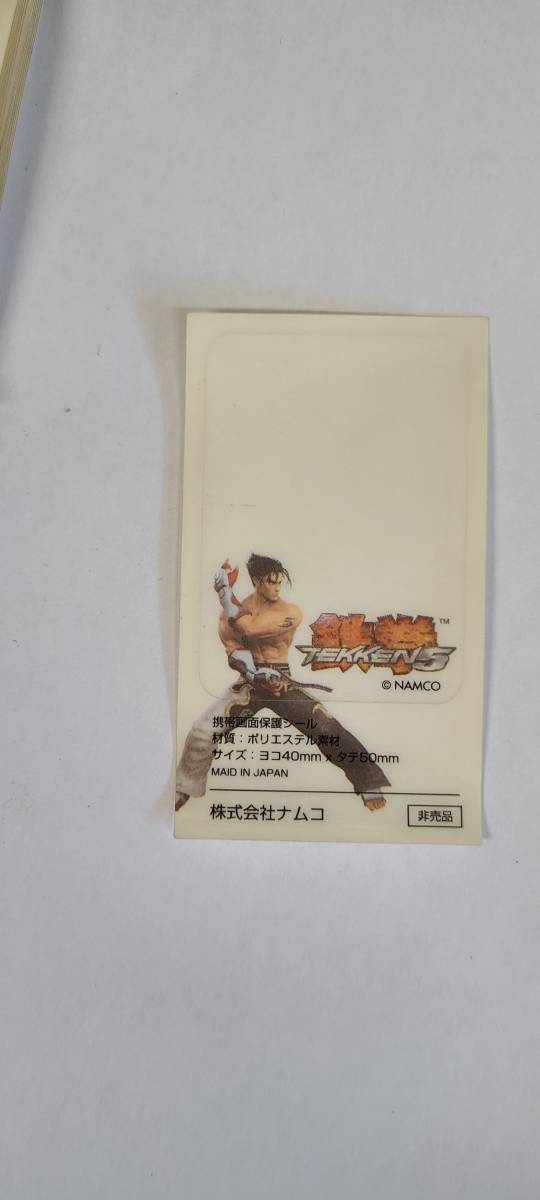 鉄拳™
TEKKEN5
© NAMCO
携帯画面保護シール
材質：ポリエステル素材
サイズ：ヨコ40mm x タテ50mm
MAID IN JAPAN
株式会社ナムコ
非売品